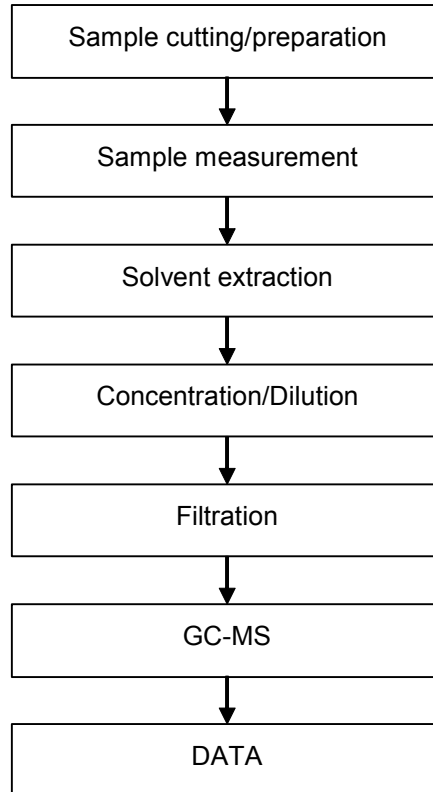 Sample cutting/preparation
Sample measurement
Solvent extraction
Concentration/Dilution
Filtration
GC-MS
DATA